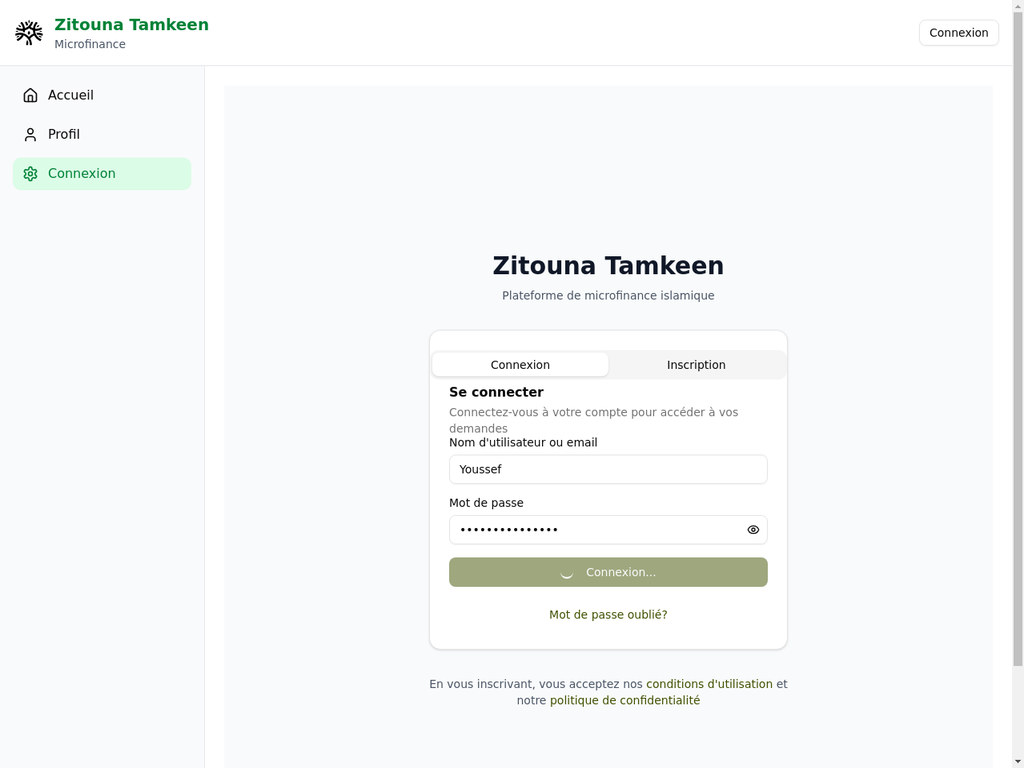 Zitouna Tamkeen
Microfinance
Connexion
Accueil
Profil
Connexion
Zitouna Tamkeen
Plateforme de microfinance islamique
Connexion
Inscription
Se connecter
Connectez-vous à votre compte pour accéder à vos
demandes
Nom d'utilisateur ou email
Youssef
Mot de passe
•••••••••••••••
Connexion...
Mot de passe oublié?
En vous inscrivant, vous acceptez nos conditions d'utilisation et
notre politique de confidentialité